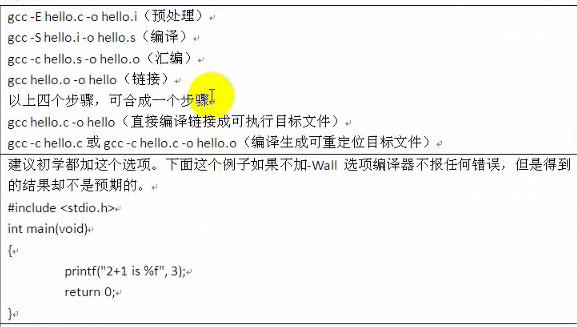 gcc -E hello.c -o hello.i（预处理）
gcc -S hello.i -o hello.s（编译）
gcc -c hello.s -o hello.o（汇编）
gcc hello.o -o hello（链接）
以上四个步骤，可合成一个步骤
gcc hello.c -o hello（直接编译链接成可执行目标文件）
gcc -c hello.c 或 gcc -c hello.c -o hello.o（编译生成可重定位目标文件）
建议初学都加这个选项。下面这个例子如果不加-Wall 选项编译器不报任何错误，但是得到
的结果却不是预期的。
#include <stdio.h>
int main(void)
{
printf("2+1 is %f", 3);
return 0;
}